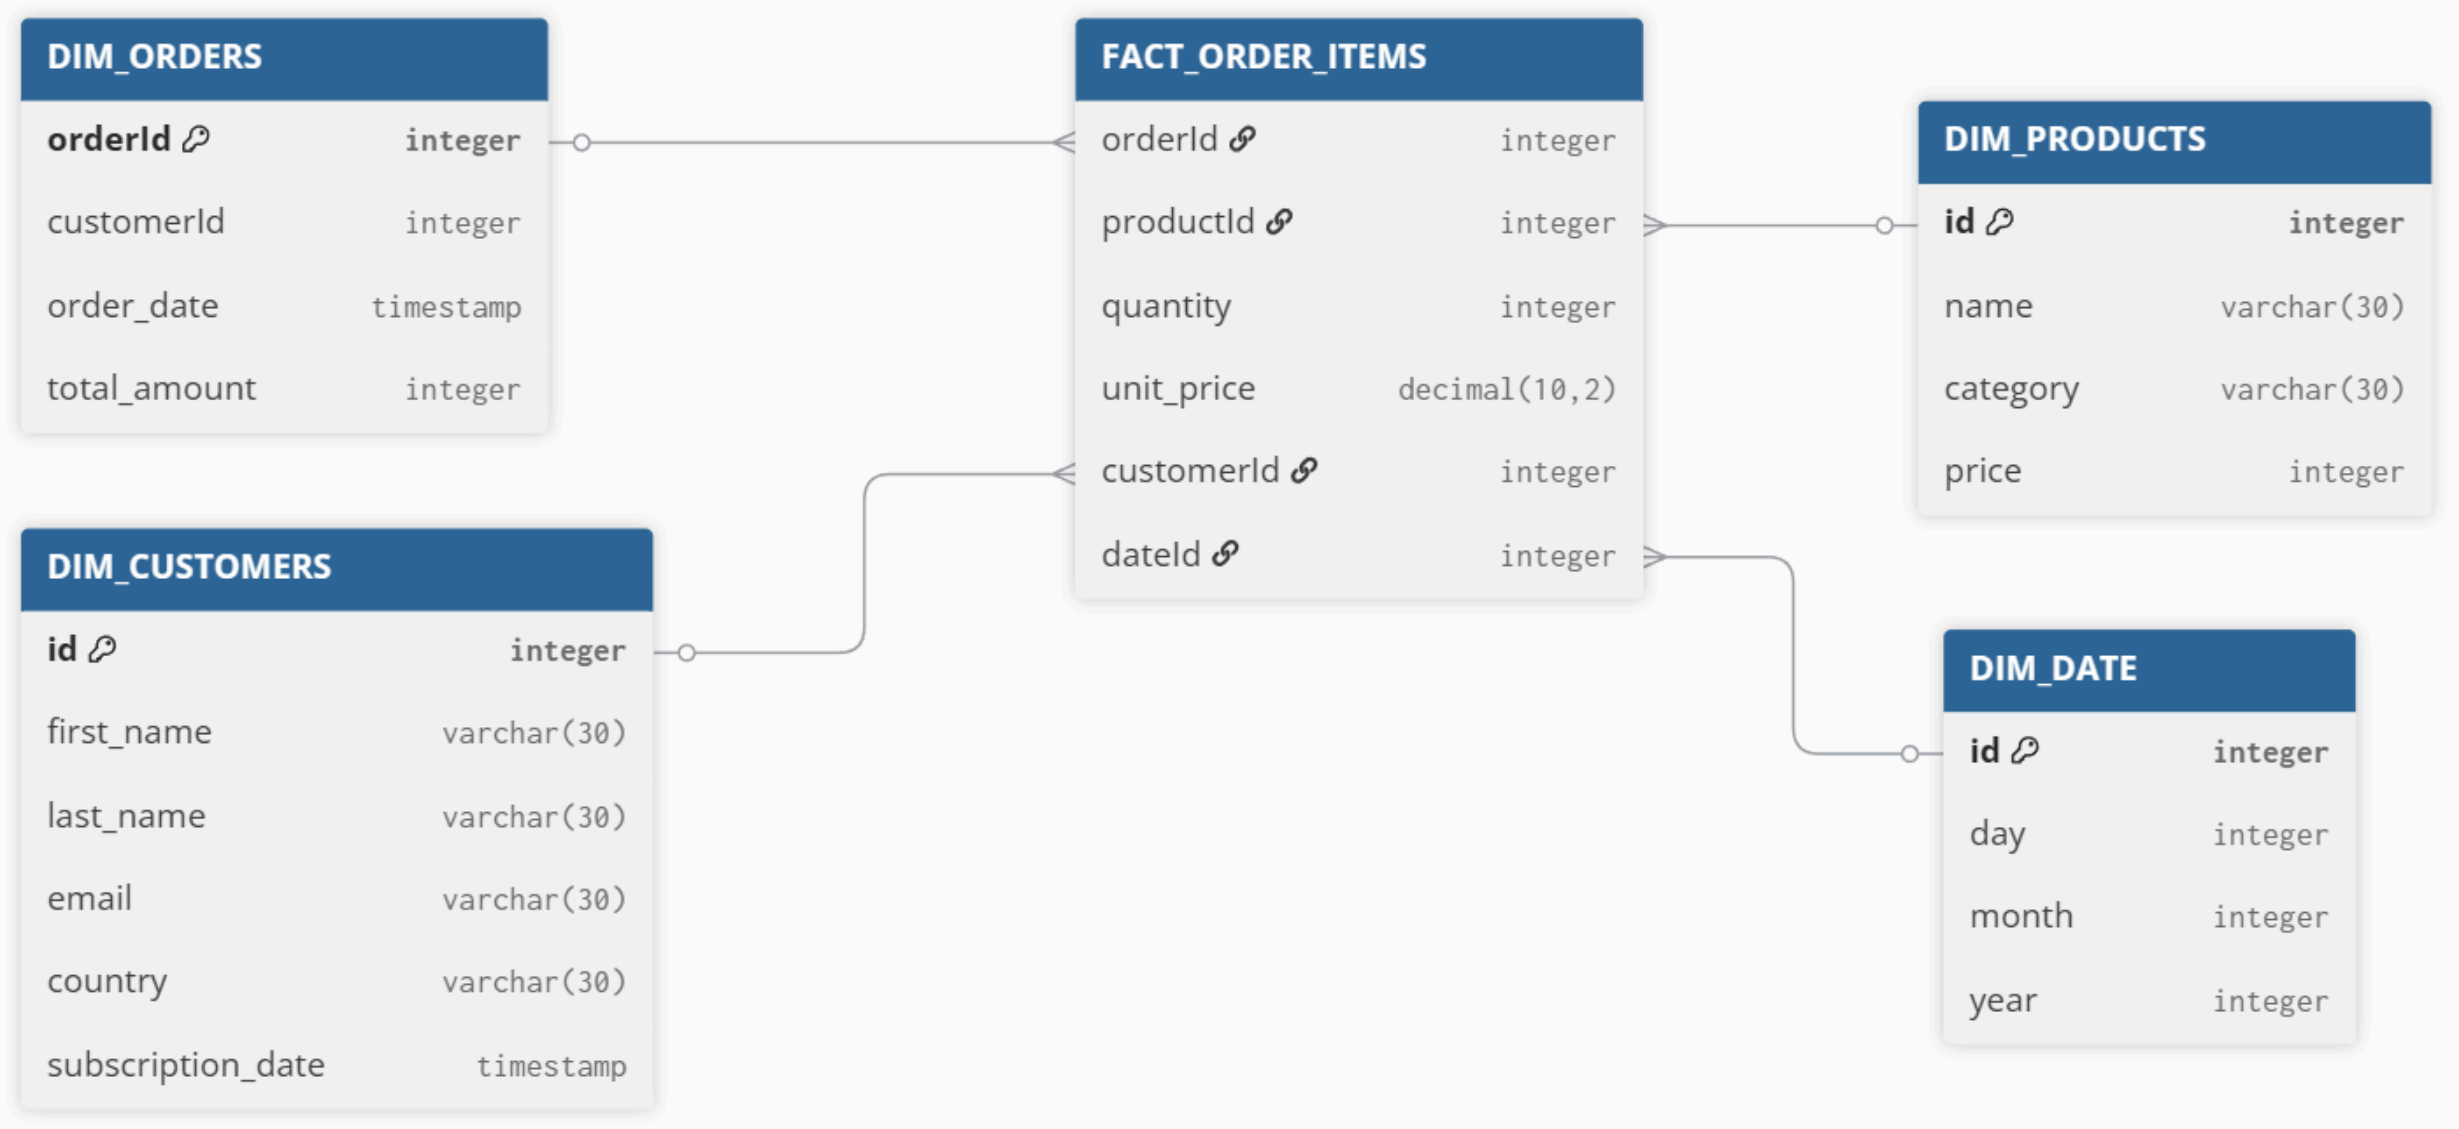 DIM_ORDERS
orderId integer
customerId integer
order_date timestamp
total_amount integer
FACT_ORDER_ITEMS
orderId integer
productId integer
quantity integer
unit_price decimal(10,2)
customerId integer
dateId integer
DIM_PRODUCTS
id integer
name varchar(30)
category varchar(30)
price integer
DIM_CUSTOMERS
id integer
first_name varchar(30)
last_name varchar(30)
email varchar(30)
country varchar(30)
subscription_date timestamp
DIM_DATE
id integer
day integer
month integer
year integer